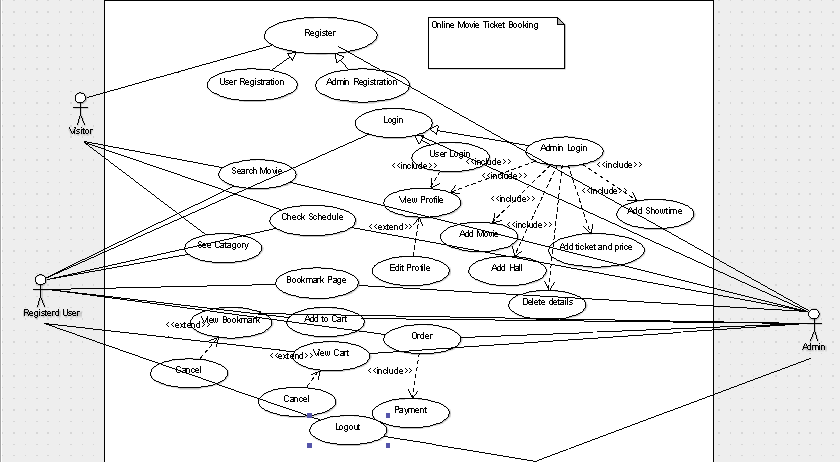 Online Movie Ticket Booking
Register
User Registration
Admin Registration
Visitor
Login
User Login
Admin Login
<<include>>
<<include>>
<<include>>
<<include>>
Search Movie
<<include>>
View Profile
<<include>>
Add Showtime
Check Schedule
<<extend>>
<<include>>
Add Movie
See Catagory
Add ticket and price
Edit Profile
Add Hall
Bookmark Page
Delete details
Registerd User
View Bookmark
Add to Cart
<<extend>>
Order
Admin
<<extend>>
View Cart
Cancel
<<include>>
Cancel
Payment
Logout